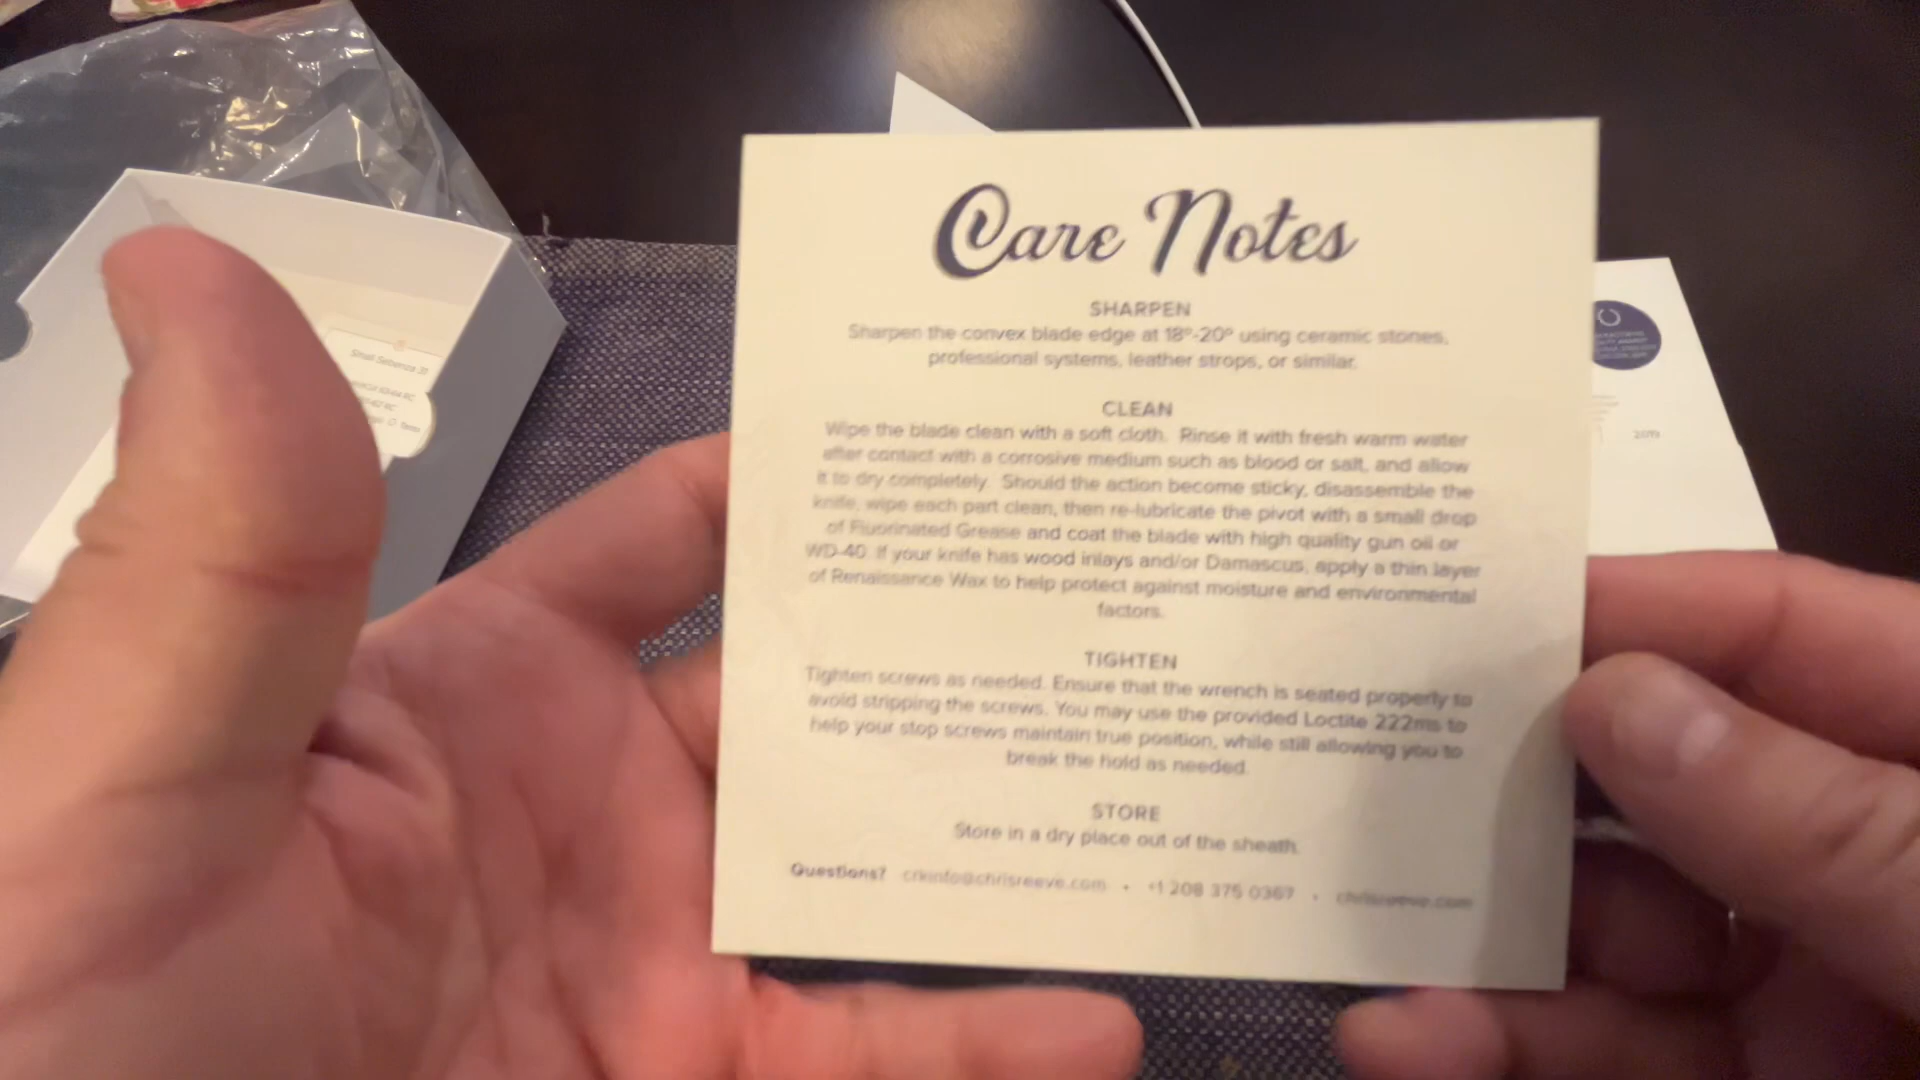 Care Notes
SHARPEN
Sharpen the convex blade edge at 18°-20° using ceramic stones,
professional systems, leather strops, or similar.
CLEAN
Wipe the blade clean with a soft cloth. Rinse it with fresh warm water
after contact with a corrosive medium such as blood or salt, and allow
it to dry completely. Should the action become sticky, disassemble the
knife, wipe each part clean, then re-lubricate the pivot with a small drop
of Fluorinated Grease and coat the blade with high quality gun oil or
WD-40. If your knife has wood inlays and/or Damascus, apply a thin layer
of Renaissance Wax to help protect against moisture and environmental
factors.
TIGHTEN
Tighten screws as needed. Ensure that the wrench is seated properly to
avoid stripping the screws. You may use the provided Loctite 222ms to
help your stop screws maintain true position, while still allowing you to
break the hold as needed.
STORE
Store in a dry place out of the sheath.
Questions? crkinfo@chrisreeve.com • +1 208 375 0367 • chrisreeve.com
Small Sebenza 31